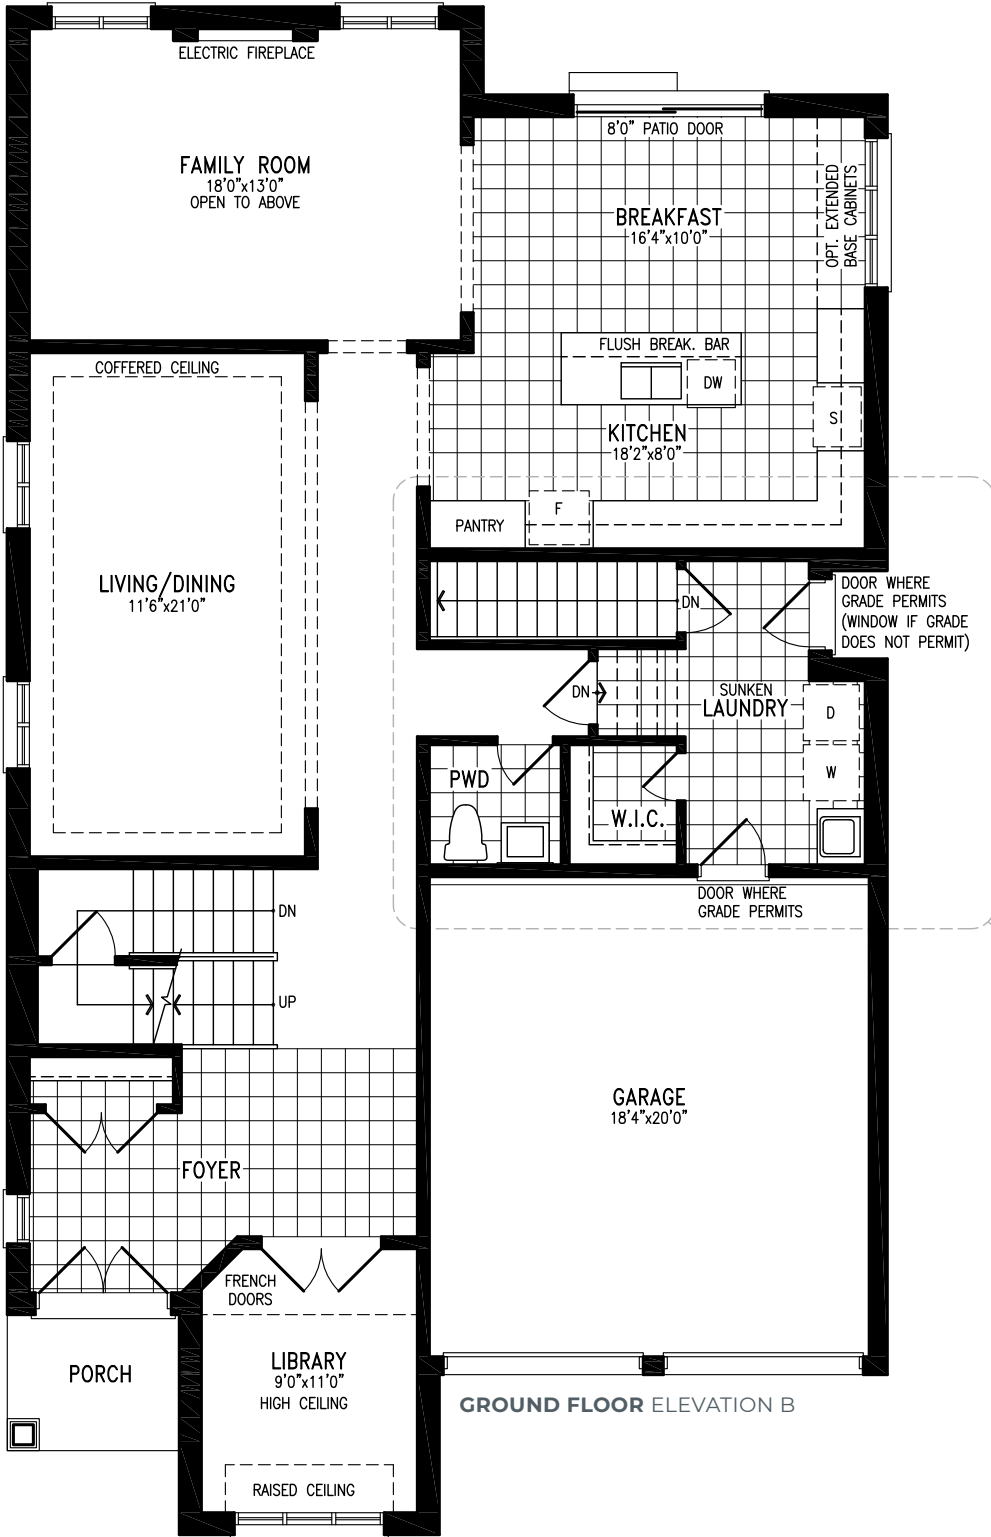 ELECTRIC FIREPLACE
FAMILY ROOM
18'0"x13'0"
OPEN TO ABOVE
8'0" PATIO DOOR
BREAKFAST
16'4"x10'0"
OPT. EXTENDED
BASE CABINETS
FLUSH BREAK. BAR
DW
S
KITCHEN
18'2"x8'0"
F
PANTRY
COFFERED CEILING
LIVING/DINING
11'6"x21'0"
DN
DOOR WHERE
GRADE PERMITS
(WINDOW IF GRADE
DOES NOT PERMIT)
DN
SUNKEN
LAUNDRY
D
W
PWD
W.I.C.
DOOR WHERE
GRADE PERMITS
DN
UP
GARAGE
18'4"x20'0"
FOYER
FRENCH
DOORS
PORCH
LIBRARY
9'0"x11'0"
HIGH CEILING
RAISED CEILING
GROUND FLOOR ELEVATION B